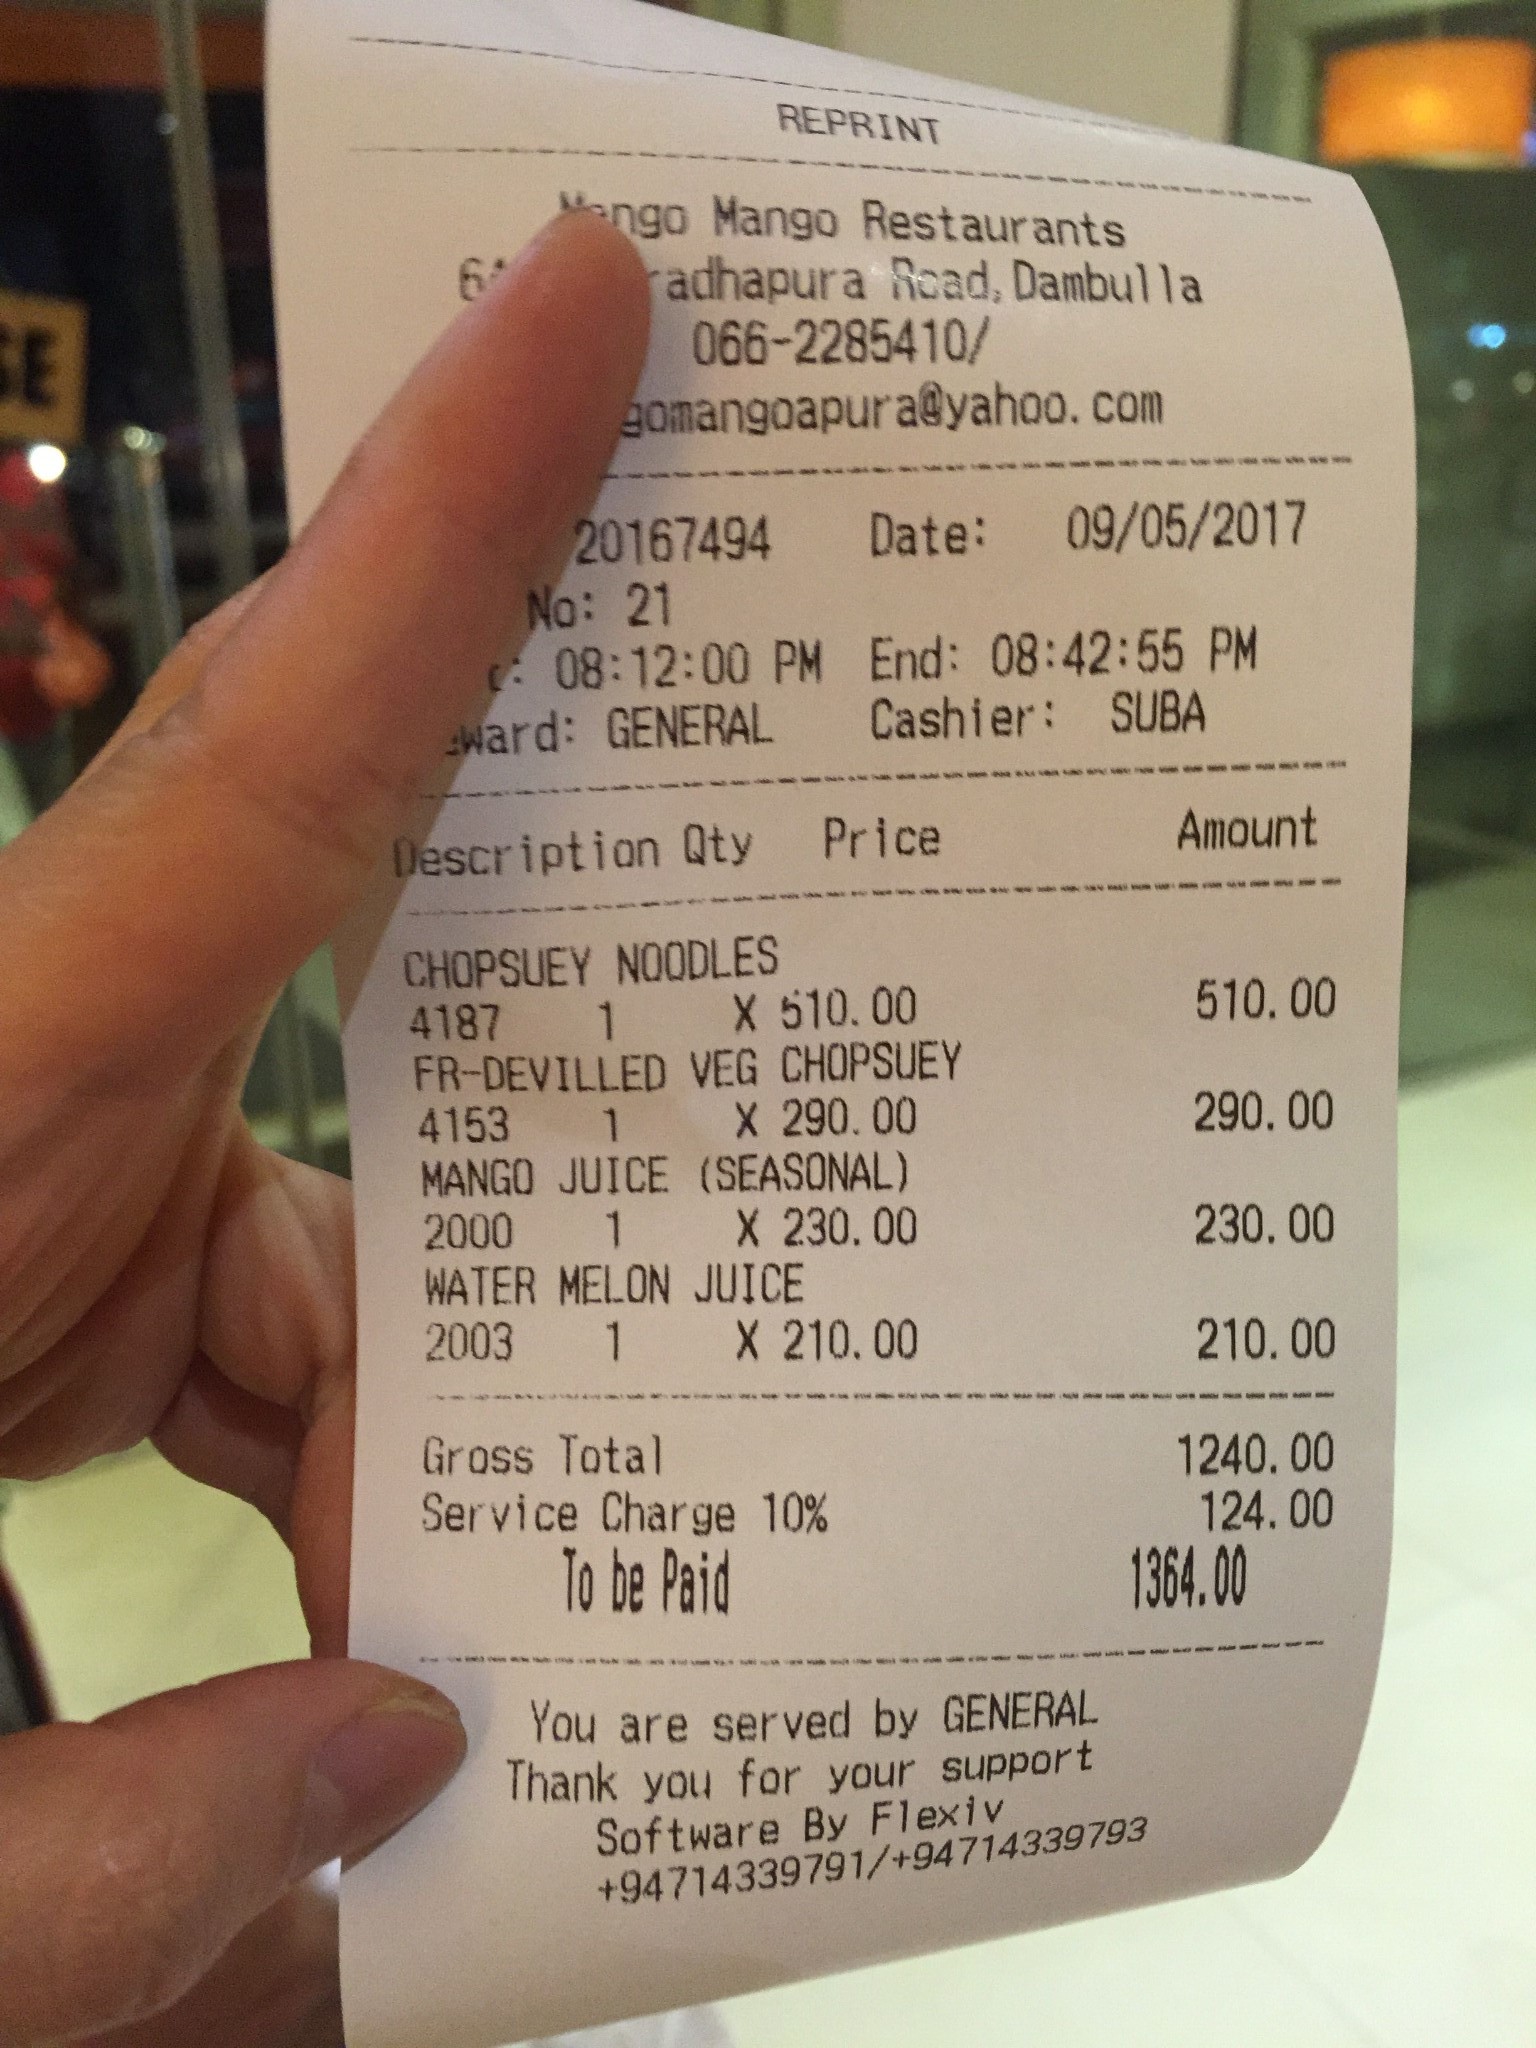 REPRINT
Mango Mango Restaurants
Road, Dambulla
066-2285410/
20167494 Date: 09/05/2017
No: 21
08:12:00 PM End: 08:42:55 PM
GENERAL Cashier: SUBA
Description Qty Price Amount
CHOPSUEY NOODLES
4187 1 X 510.00 510.00
FR-DEVILLED VEG CHOPSUEY
4153 1 X 290.00 290.00
MANGO JUICE (SEASONAL)
2000 1 X 230.00 230.00
WATER MELON JUICE
2003 1 X 210.00 210.00
Gross Total 1240.00
Service Charge 10% 124.00
To be Paid 1364.00
You are served by GENERAL
Thank you for your support
Software By Flexiv
+94714339791/+94714339793